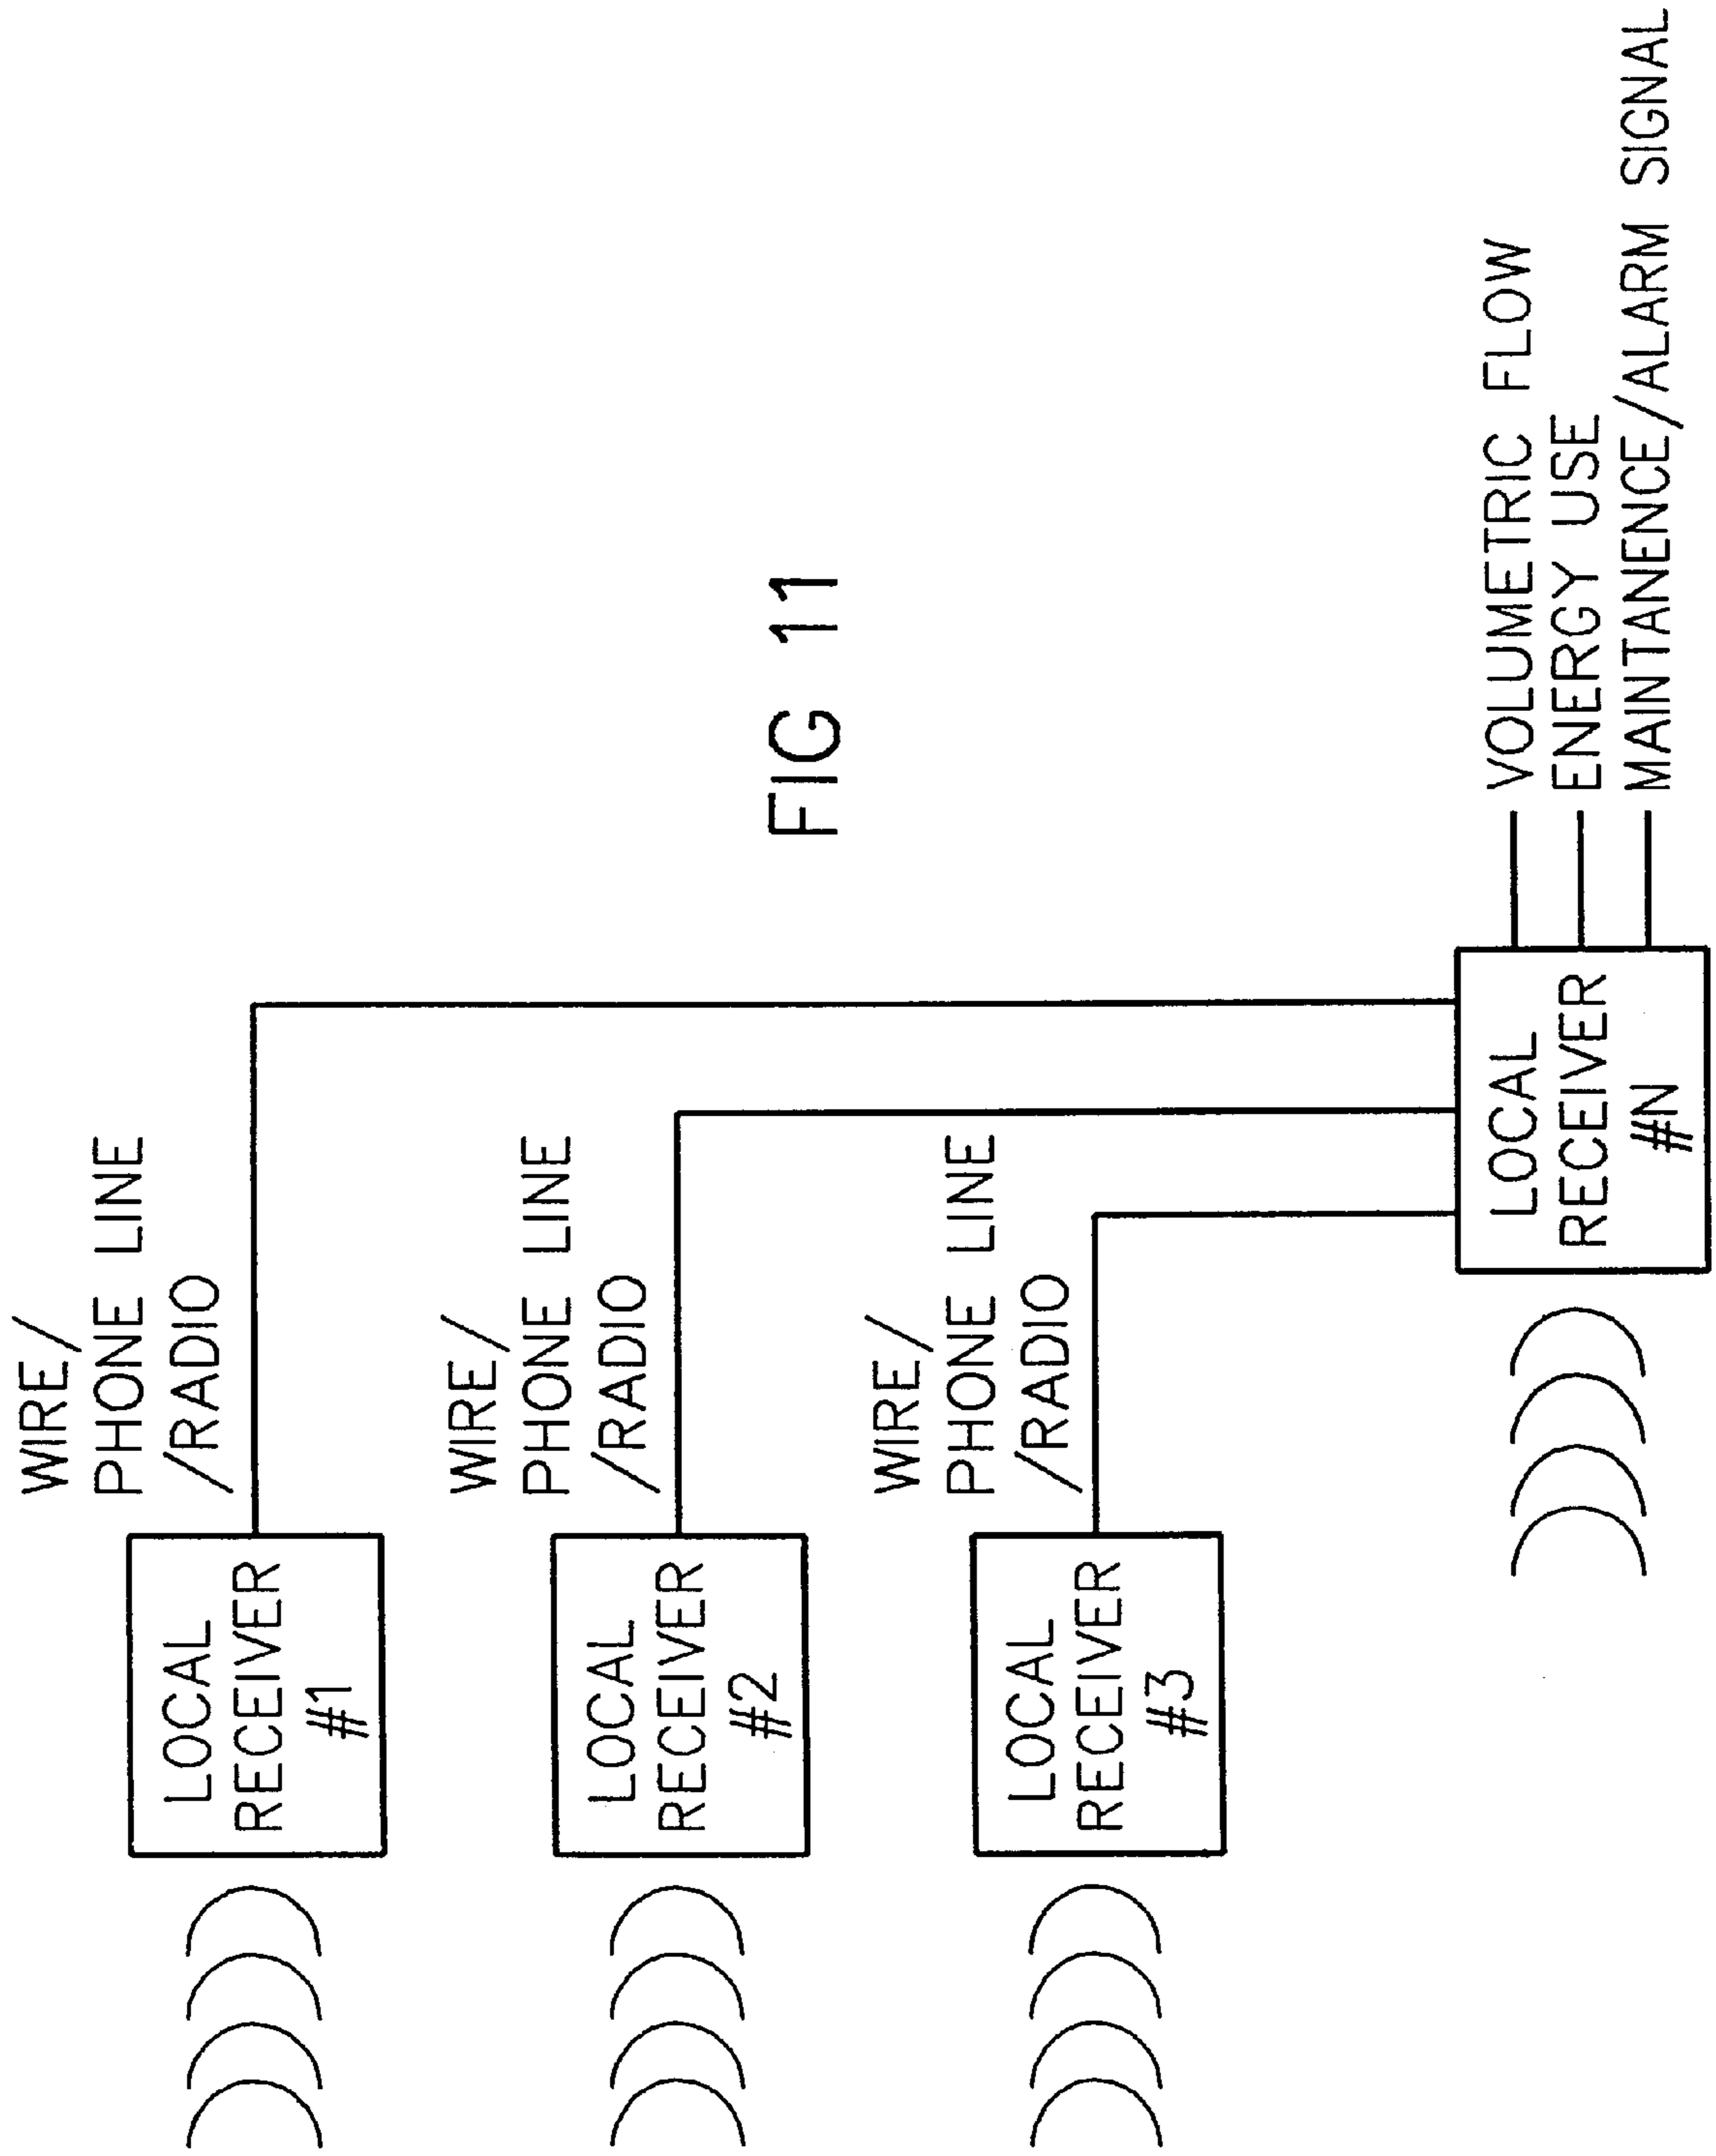 WIRE/
PHONE LINE
/RADIO
LOCAL
RECEIVER
#1
WIRE/
PHONE LINE
/RADIO
LOCAL
RECEIVER
#2
FIG 11
WIRE/
PHONE LINE
/RADIO
LOCAL
RECEIVER
#3
LOCAL
RECEIVER
#N
VOLUMETRIC FLOW
ENERGY USE
MAINTANENCE/ALARM SIGNAL